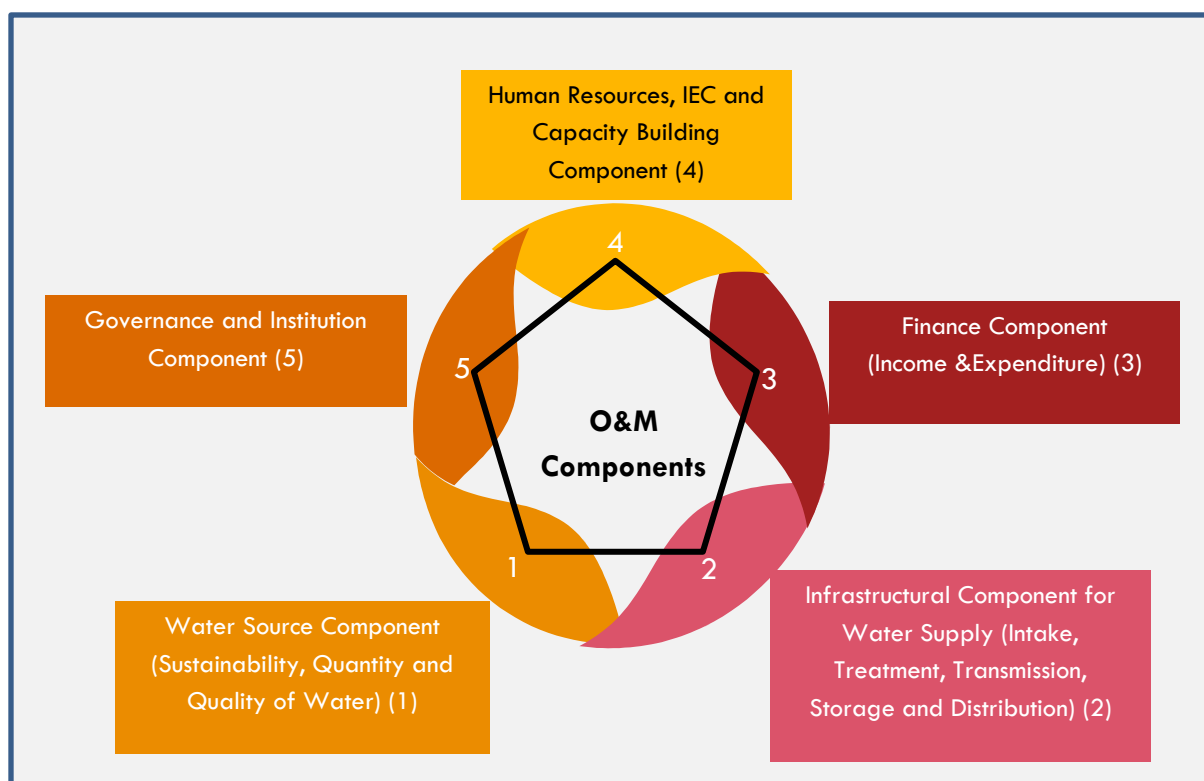 Human Resources, IEC and
Capacity Building
Component (4)
4
Governance and Institution
Component (5)
Finance Component
(Income &Expenditure) (3)
5
3
O&M
Components
1
2
Water Source Component
(Sustainability, Quantity and
Quality of Water) (1)
Infrastructural Component for
Water Supply (Intake,
Treatment, Transmission,
Storage and Distribution) (2)